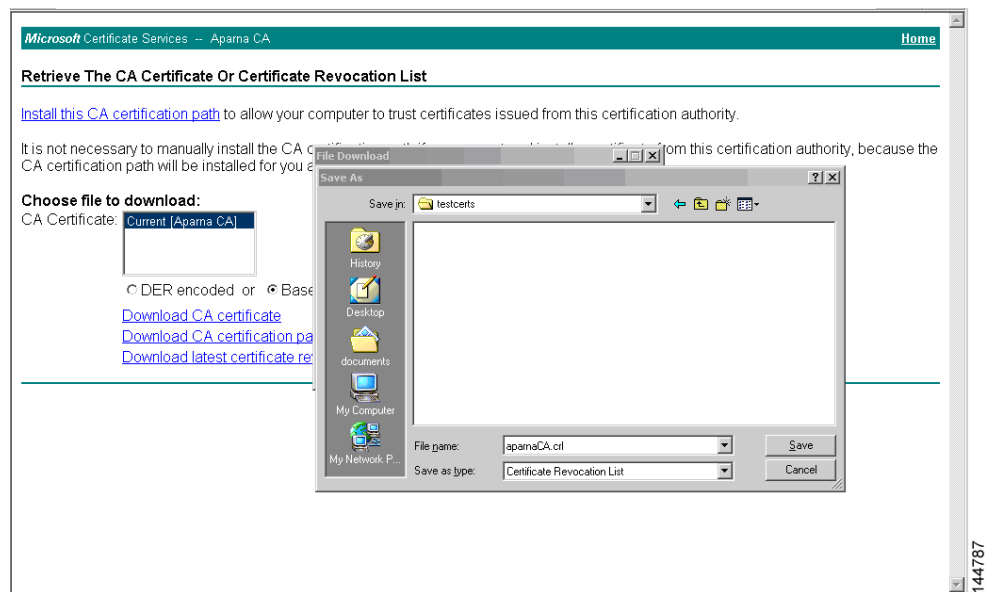 Microsoft Certificate Services -- Aparna CA Home
Retrieve The CA Certificate Or Certificate Revocation List
Install this CA certification path to allow your computer to trust certificates issued from this certification authority.
It is not necessary to manually install the CA from this certification authority, because the
CA certification path will be installed for you
Choose file to download:
CA Certificate: Current [Aparna CA]
DER encoded or Base
Download CA certificate
Download CA certification pa
Download latest certificate re
File Download
Save As
Save in: testcerts
History
Desktop
documents
My Computer
My Network P...
File name: aparnaCA.crl Save
Save as type: Certificate Revocation List Cancel
144787